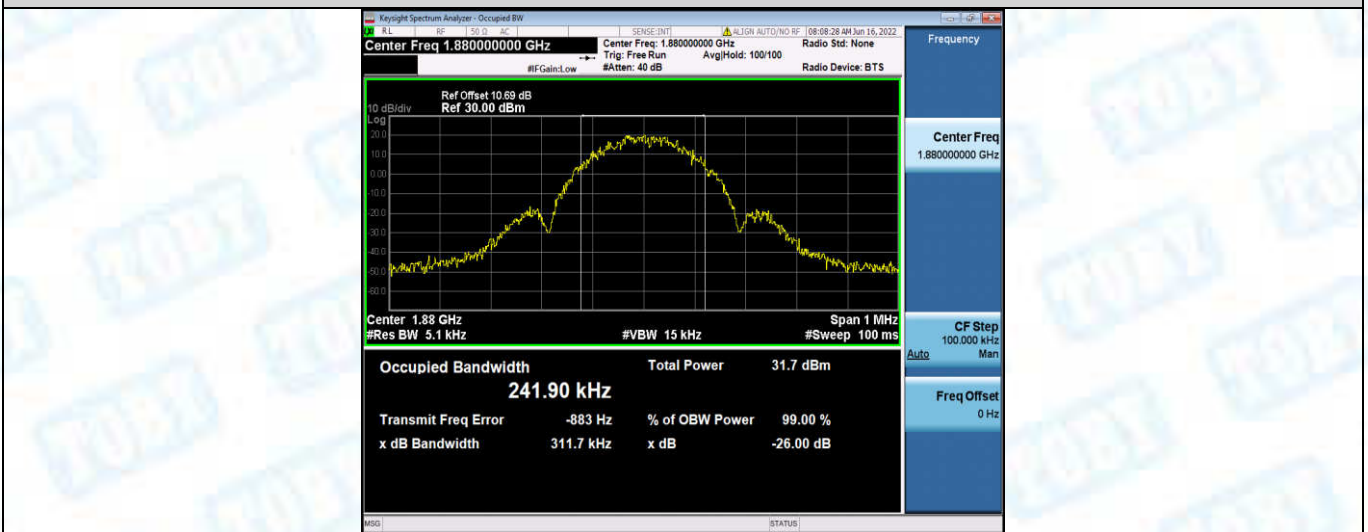 Keysight Spectrum Analyzer - Occupied BW
RL RF 50 Ω AC SENSE:INT ALIGN AUTO/NO RF 08:08:28 AM Jun 16, 2022
Center Freq 1.880000000 GHz
Center Freq: 1.880000000 GHz
Radio Std: None
Trig: Free Run
Avg|Hold: 100/100
#IFGain:Low
#Atten: 40 dB
Radio Device: BTS
Frequency
Ref Offset 10.69 dB
10 dB/div
Ref 30.00 dBm
Log
20.0
10.0
0.00
-10.0
-20.0
-30.0
-40.0
-50.0
-60.0
Center 1.88 GHz
Span 1 MHz
#Res BW 5.1 kHz
#VBW 15 kHz
#Sweep 100 ms
Center Freq
1.880000000 GHz
CF Step
100.000 kHz
Auto Man
Freq Offset
0 Hz
Occupied Bandwidth
241.90 kHz
Total Power 31.7 dBm
Transmit Freq Error -883 Hz
% of OBW Power 99.00 %
x dB Bandwidth 311.7 kHz
x dB -26.00 dB
MSG
STATUS